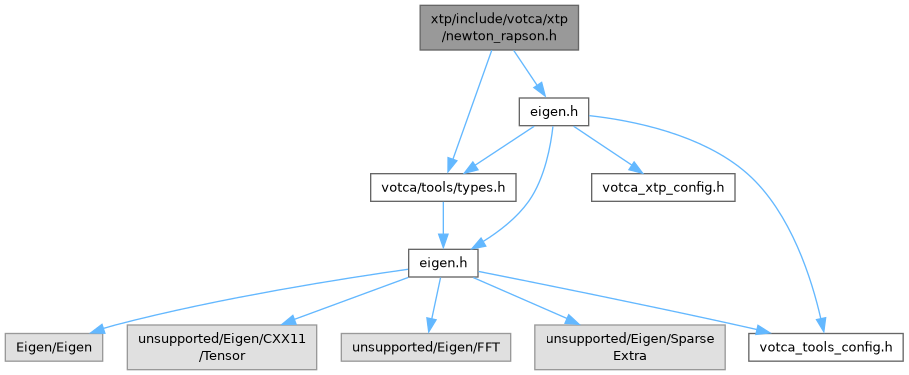 xtp/include/votca/xtp
/newton_rapson.h
eigen.h
votca/tools/types.h
votca_xtp_config.h
eigen.h
Eigen/Eigen
unsupported/Eigen/CXX11
/Tensor
unsupported/Eigen/FFT
unsupported/Eigen/Sparse
Extra
votca_tools_config.h